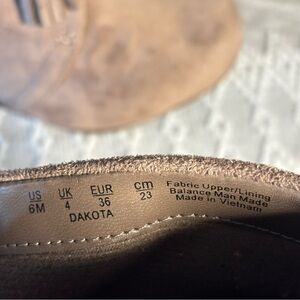 US UK EUR cm Fabric Upper/Lining
6M 4 36 23 Balance Man Made
DAKOTA Made in Vietnam